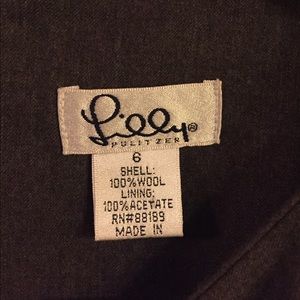 Lilly®
PULITZER
6
SHELL:
100%WOOL
LINING:
100%ACETATE
RN#88189
MADE IN